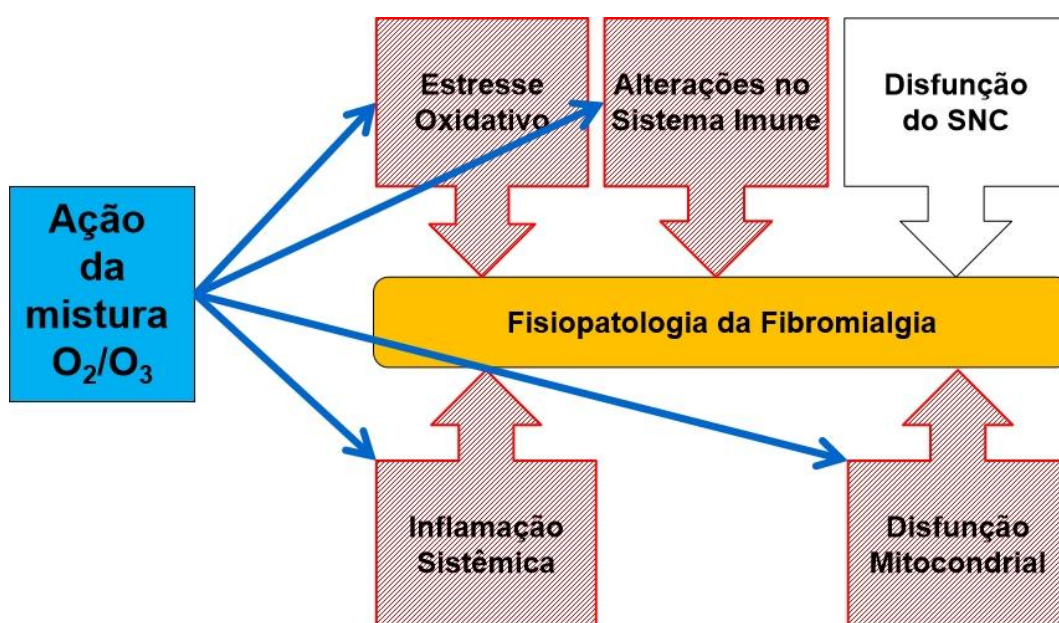 Estresse
Oxidativo
Alterações no
Sistema Imune
Disfunção
do SNC
Ação
da
mistura
O₂/O₃
Fisiopatologia da Fibromialgia
Inflamação
Sistêmica
Disfunção
Mitocondrial